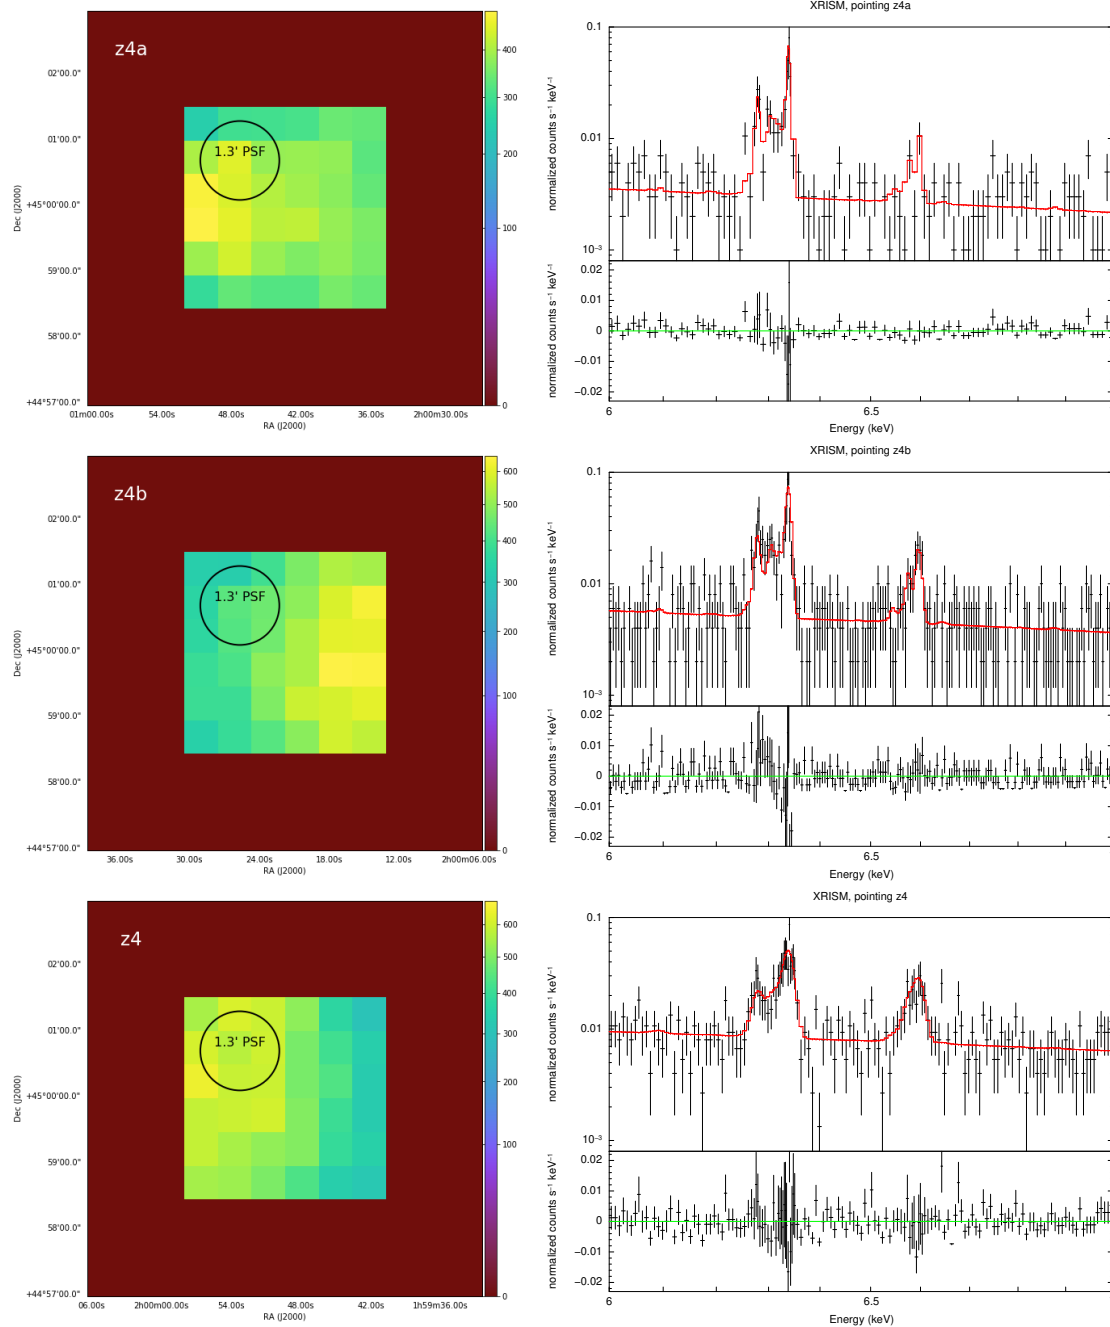 z4a
1.3' PSF
02'00.0"
01'00.0"
+45°00'00.0"
59'00.0"
58'00.0"
+44°57'00.0"
Dec (J2000)
01m00.00s 54.00s 48.00s 42.00s 36.00s 2h00m30.00s
RA (J2000)
400
300
200
100
0
XRISM, pointing z4a
normalized counts s⁻¹ keV⁻¹
0.1
0.01
10⁻³
normalized counts s⁻¹ keV⁻¹
0.02
0.01
0
−0.01
−0.02
6 6.5
Energy (keV)
z4b
1.3' PSF
02'00.0"
01'00.0"
+45°00'00.0"
59'00.0"
58'00.0"
+44°57'00.0"
Dec (J2000)
36.00s 30.00s 24.00s 18.00s 12.00s 2h00m06.00s
RA (J2000)
600
500
400
300
200
100
0
XRISM, pointing z4b
normalized counts s⁻¹ keV⁻¹
0.1
0.01
10⁻³
normalized counts s⁻¹ keV⁻¹
0.02
0.01
0
−0.01
−0.02
6 6.5
Energy (keV)
z4
1.3' PSF
02'00.0"
01'00.0"
+45°00'00.0"
59'00.0"
58'00.0"
+44°57'00.0"
Dec (J2000)
06.00s 2h00m00.00s 54.00s 48.00s 42.00s 1h59m36.00s
RA (J2000)
600
500
400
300
200
100
0
XRISM, pointing z4
normalized counts s⁻¹ keV⁻¹
0.1
0.01
10⁻³
normalized counts s⁻¹ keV⁻¹
0.02
0.01
0
−0.01
−0.02
6 6.5
Energy (keV)